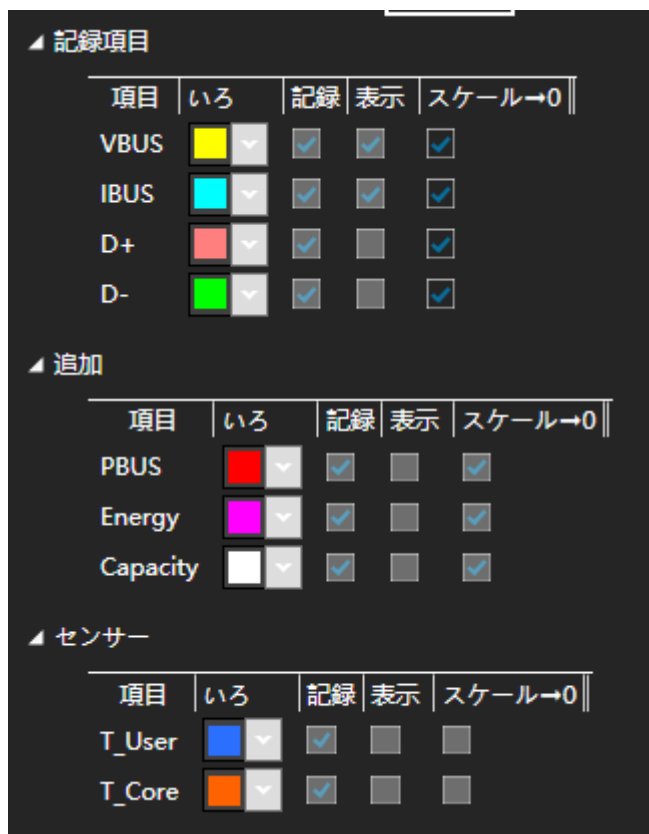 記録項目
項目 いろ 記録 表示 スケール→0
VBUS
IBUS
D+
D-
追加
項目 いろ 記録 表示 スケール→0
PBUS
Energy
Capacity
センサー
項目 いろ 記録 表示 スケール→0
T_User
T_Core